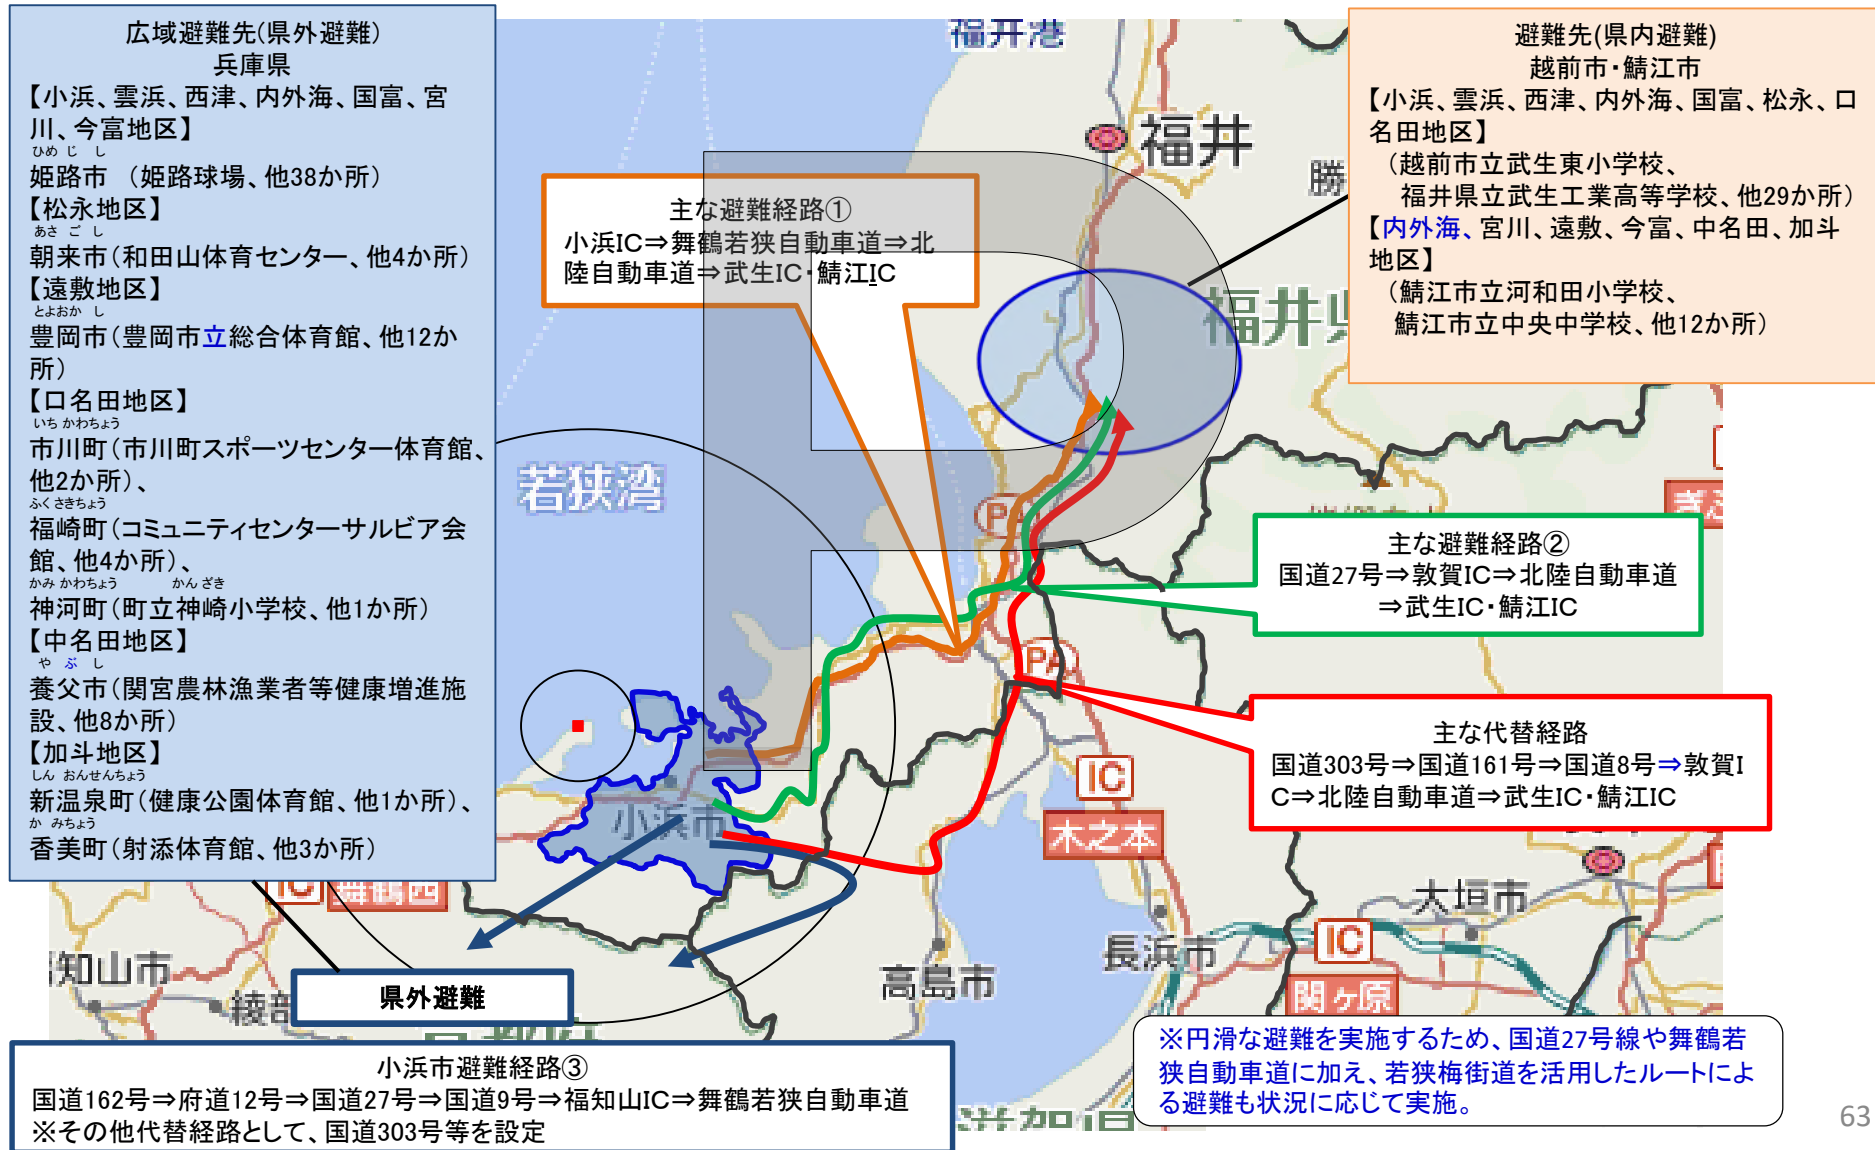 広域避難先(県外避難)
兵庫県
【小浜、雲浜、西津、内外海、国富、宮
川、今富地区】
ひめ じ し
姫路市 （姫路球場、他38か所）
【松永地区】
あさ ご し
朝来市（和田山体育センター、他4か所）
【遠敷地区】
とよおか し
豊岡市（豊岡市立総合体育館、他12か
所）
【口名田地区】
いち かわちょう
市川町（市川町スポーツセンター体育館、
他2か所）、
ふく さきちょう
福崎町（コミュニティセンターサルビア会
館、他4か所）、
かみ かわちょう かん ざき
神河町（町立神崎小学校、他1か所）
【中名田地区】
や ぶ し
養父市（関宮農林漁業者等健康増進施
設、他8か所）
【加斗地区】
しん おんせんちょう
新温泉町（健康公園体育館、他1か所）、
か みちょう
香美町（射添体育館、他3か所）
避難先(県内避難)
越前市・鯖江市
【小浜、雲浜、西津、内外海、国富、松永、口
名田地区】
（越前市立武生東小学校、
福井県立武生工業高等学校、他29か所）
【内外海、宮川、遠敷、今富、中名田、加斗
地区】
（鯖江市立河和田小学校、
鯖江市立中央中学校、他12か所）
主な避難経路①
小浜IC⇒舞鶴若狭自動車道⇒北
陸自動車道⇒武生IC・鯖江IC
主な避難経路②
国道27号⇒敦賀IC⇒北陸自動車道
⇒武生IC・鯖江IC
主な代替経路
国道303号⇒国道161号⇒国道8号⇒敦賀I
C⇒北陸自動車道⇒武生IC・鯖江IC
福井港
福井
勝
福井県
若狭湾
PA
PA
IC
木之本
小浜市
IC
舞鶴西
知山市
綾部
高島市
長浜市
大垣市
IC
関ヶ原
県外避難
小浜市避難経路③
国道162号⇒府道12号⇒国道27号⇒国道9号⇒福知山IC⇒舞鶴若狭自動車道
※その他代替経路として、国道303号等を設定
※円滑な避難を実施するため、国道27号線や舞鶴若
狭自動車道に加え、若狭梅街道を活用したルートによ
る避難も状況に応じて実施。
63